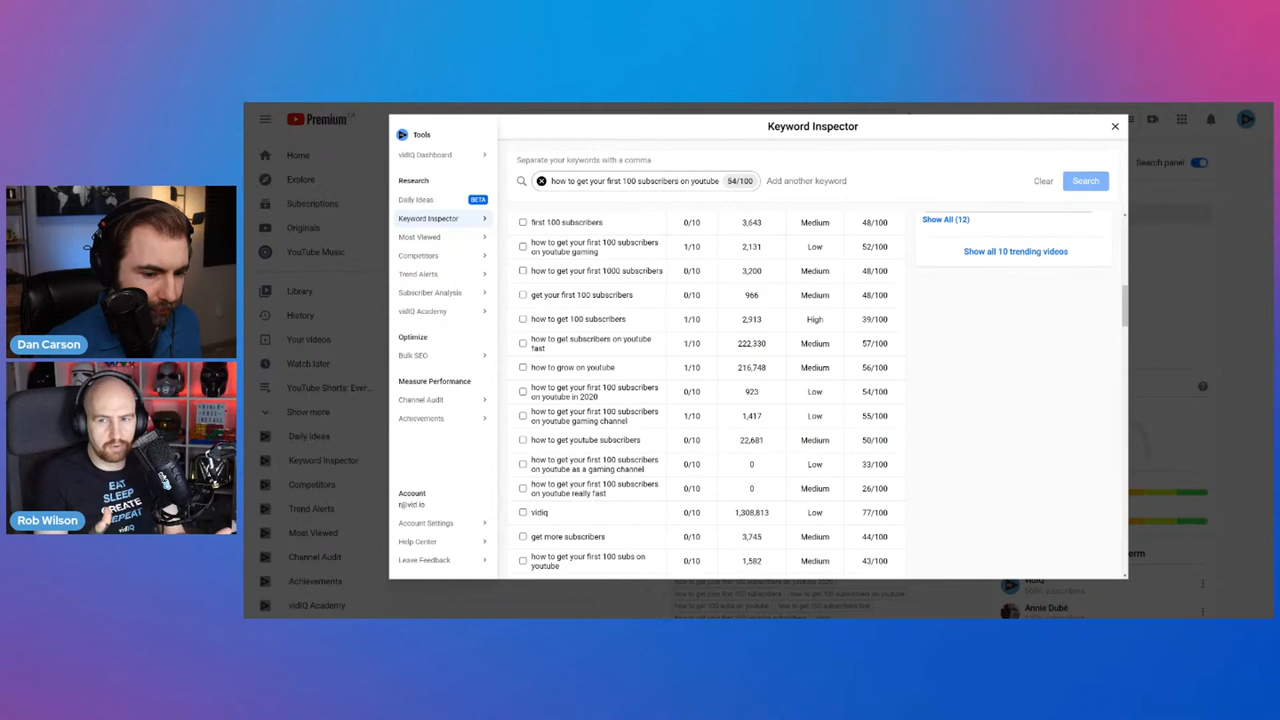 Premium
Home
Explore
Subscriptions
Originals
YouTube Music
Library
History
Your videos
Watch later
YouTube Shorts: Ever...
Show more
Daily Ideas
Keyword Inspector
Competitors
Trend Alerts
Most Viewed
Channel Audit
Achievements
vidIQ Academy
Tools
vidIQ Dashboard
Research
Daily Ideas BETA
Keyword Inspector
Most Viewed
Competitors
Trend Alerts
Subscriber Analysis
vidIQ Academy
Optimize
Bulk SEO
Measure Performance
Channel Audit
Achievements
Account
r@vid.io
Account Settings
Help Center
Leave Feedback
Keyword Inspector
Separate your keywords with a comma
how to get your first 100 subscribers on youtube 54/100 Add another keyword Clear Search
first 100 subscribers 0/10 3,643 Medium 48/100
how to get your first 100 subscribers
on youtube gaming 1/10 2,131 Low 52/100
how to get your first 1000 subscribers 0/10 3,200 Medium 48/100
get your first 100 subscribers 0/10 966 Medium 48/100
how to get 100 subscribers 1/10 2,913 High 39/100
how to get subscribers on youtube
fast 1/10 222,330 Medium 57/100
how to grow on youtube 1/10 216,748 Medium 56/100
how to get your first 100 subscribers
on youtube in 2020 0/10 923 Low 54/100
how to get your first 100 subscribers
on youtube gaming channel 1/10 1,417 Low 55/100
how to get youtube subscribers 0/10 22,681 Medium 50/100
how to get your first 100 subscribers
on youtube as a gaming channel 0/10 0 Low 33/100
how to get your first 100 subscribers
on youtube really fast 0/10 0 Medium 26/100
vidiq 0/10 1,308,813 Low 77/100
get more subscribers 0/10 3,745 Medium 44/100
how to get your first 100 subs on
youtube 0/10 1,582 Medium 43/100
Show All (12)
Show all 10 trending videos
Search panel
vidIQ
Annie Dubé
Dan Carson
Rob Wilson
EAT
SLEEP
CREATE
REPEAT
vidIQ